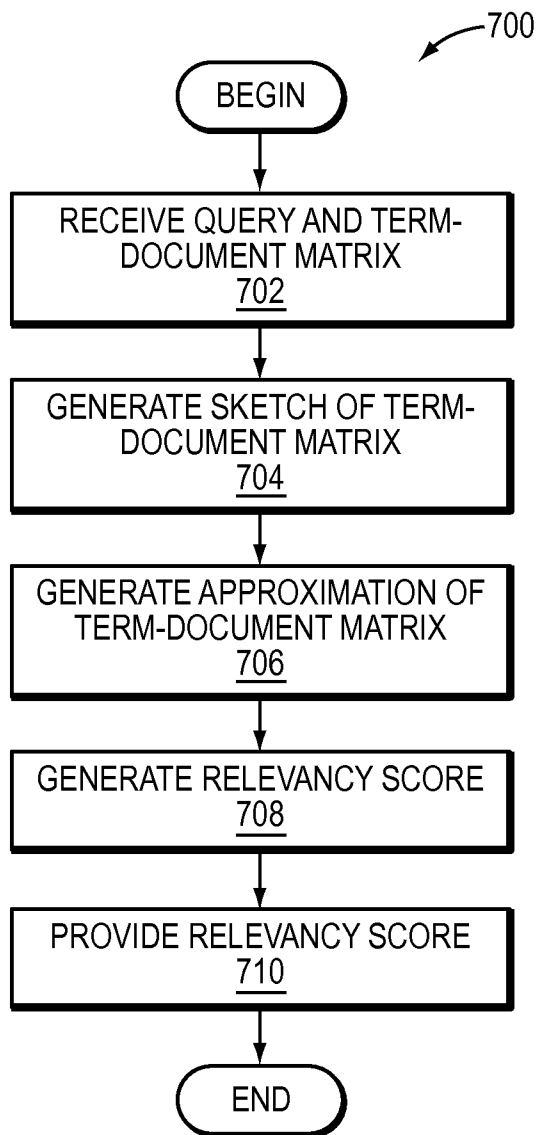 700
BEGIN
RECEIVE QUERY AND TERM-
DOCUMENT MATRIX
702
GENERATE SKETCH OF TERM-
DOCUMENT MATRIX
704
GENERATE APPROXIMATION OF
TERM-DOCUMENT MATRIX
706
GENERATE RELEVANCY SCORE
708
PROVIDE RELEVANCY SCORE
710
END